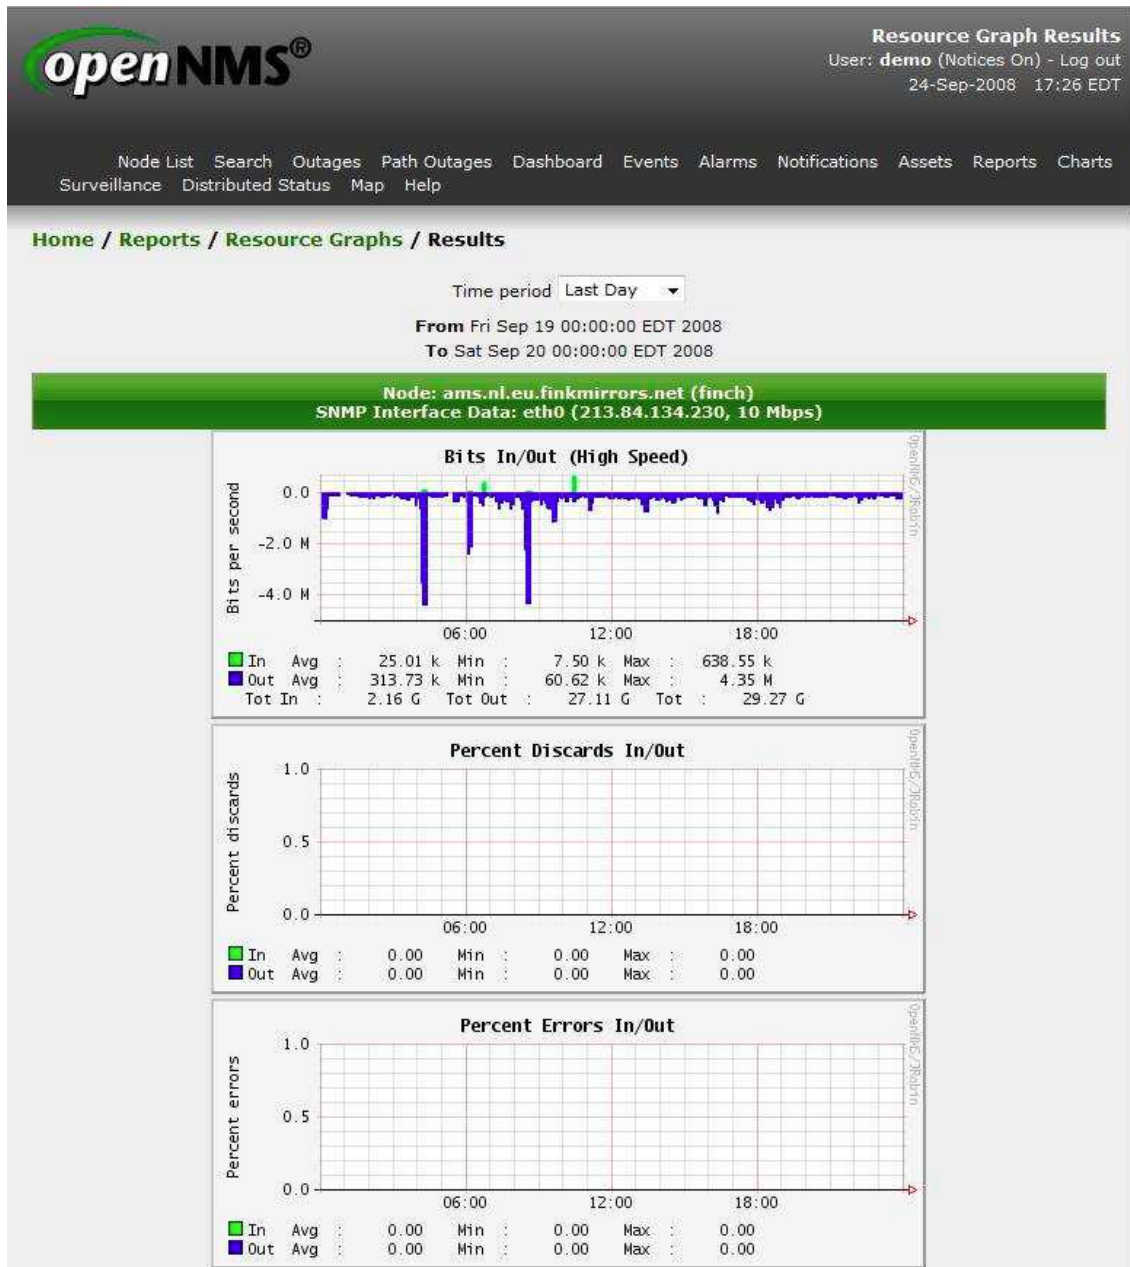 openNMS®
Resource Graph Results
User: demo (Notices On) - Log out
24-Sep-2008 17:26 EDT
Node List Search Outages Path Outages Dashboard Events Alarms Notifications Assets Reports Charts
Surveillance Distributed Status Map Help
Home / Reports / Resource Graphs / Results
Time period Last Day
From Fri Sep 19 00:00:00 EDT 2008
To Sat Sep 20 00:00:00 EDT 2008
Node: ams.nl.eu.finkmirrors.net (finch)
SNMP Interface Data: eth0 (213.84.134.230, 10 Mbps)
Bits In/Out (High Speed)
OpenNMS/JRobin
Bits per second
0.0
-2.0 M
-4.0 M
06:00 12:00 18:00
In Avg : 25.01 k Min : 7.50 k Max : 638.55 k
Out Avg : 313.73 k Min : 60.62 k Max : 4.35 M
Tot In : 2.16 G Tot Out : 27.11 G Tot : 29.27 G
Percent Discards In/Out
OpenNMS/JRobin
Percent discards
1.0
0.5
0.0
06:00 12:00 18:00
In Avg : 0.00 Min : 0.00 Max : 0.00
Out Avg : 0.00 Min : 0.00 Max : 0.00
Percent Errors In/Out
OpenNMS/JRobin
Percent errors
1.0
0.5
0.0
06:00 12:00 18:00
In Avg : 0.00 Min : 0.00 Max : 0.00
Out Avg : 0.00 Min : 0.00 Max : 0.00